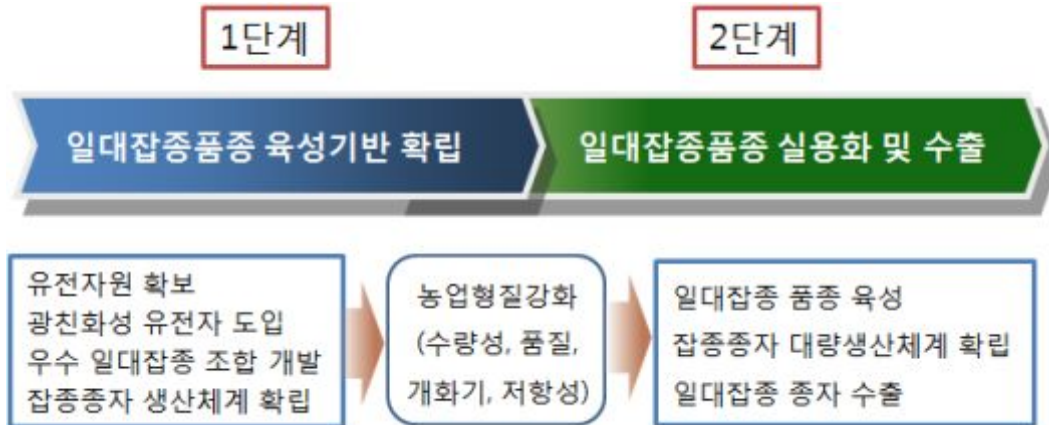 1단계
2단계
일대잡종품종 육성기반 확립
일대잡종품종 실용화 및 수출
유전자원 확보
광친화성 유전자 도입
우수 일대잡종 조합 개발
잡종종자 생산체계 확립
농업형질강화
(수량성, 품질,
개화기, 저항성)
일대잡종 품종 육성
잡종종자 대량생산체계 확립
일대잡종 종자 수출